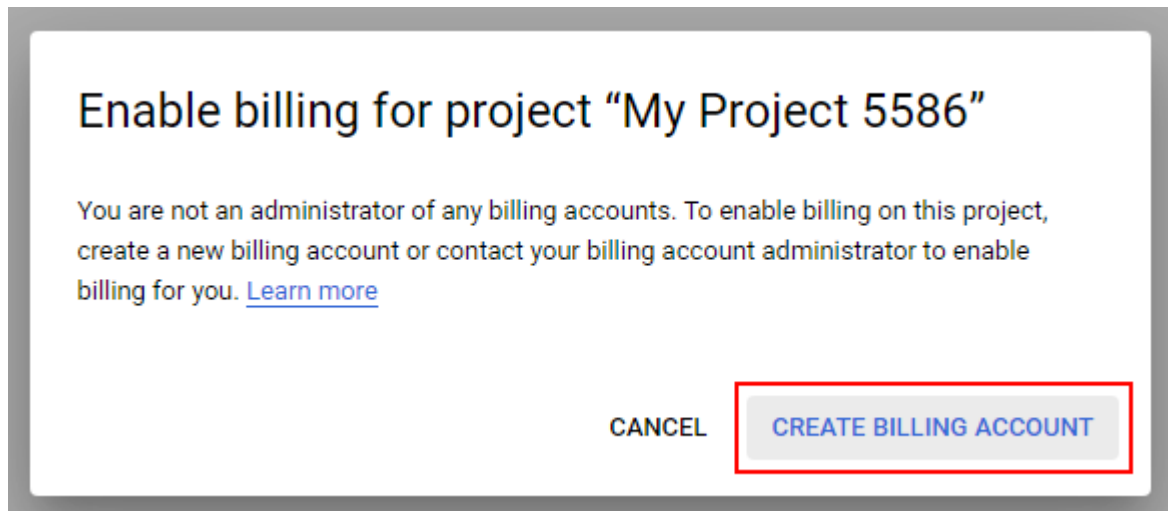 Enable billing for project “My Project 5586”
You are not an administrator of any billing accounts. To enable billing on this project,
create a new billing account or contact your billing account administrator to enable
billing for you. Learn more
CANCEL
CREATE BILLING ACCOUNT